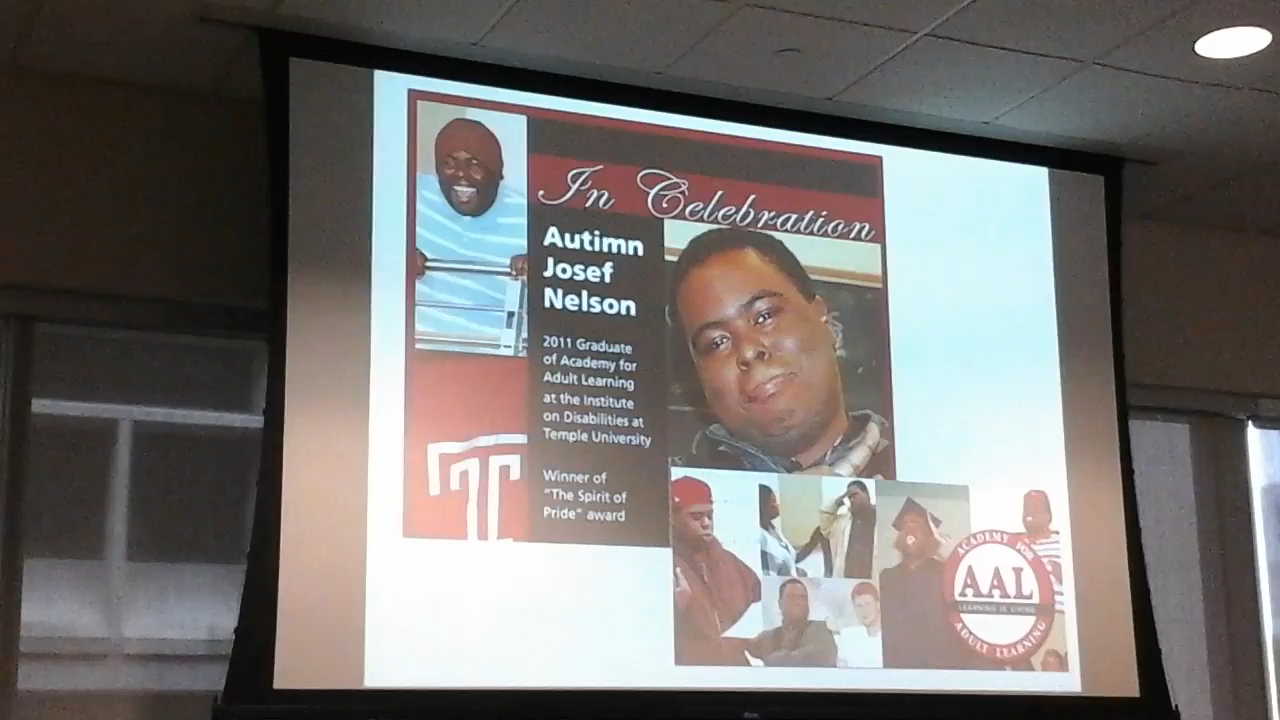 In Celebration
Autimn
Josef
Nelson
2011 Graduate
of Academy for
Adult Learning
at the Institute
on Disabilities at
Temple University
Winner of
"The Spirit of
Pride" award
T
ACADEMY FOR
AAL
LEARNING IS LIVING
ADULT LEARNING